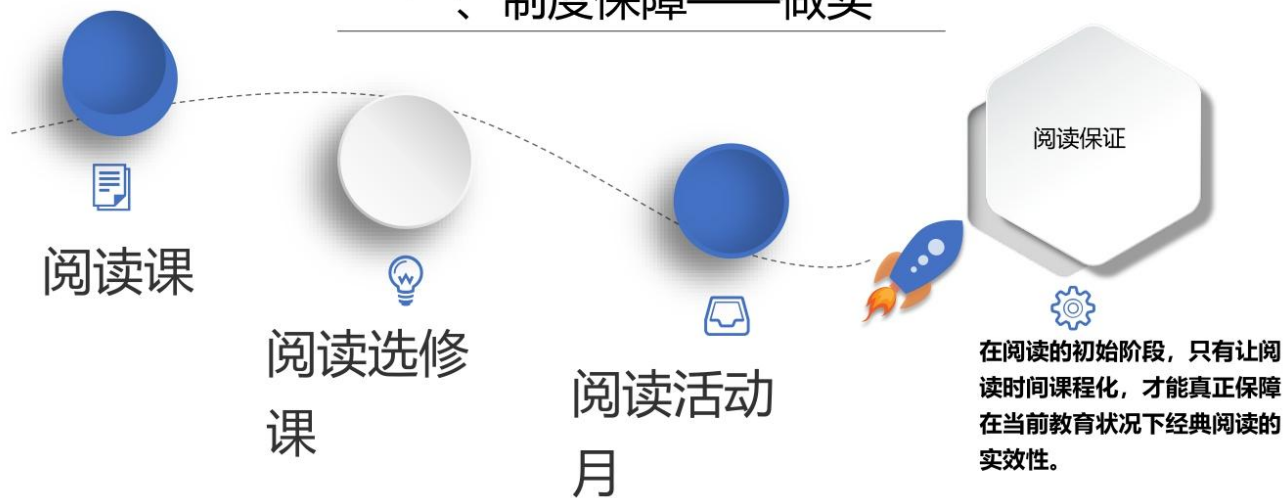 、制度保障——做实
阅读课
阅读选修
课
阅读活动
月
阅读保证
在阅读的初始阶段，只有让阅
读时间课程化，才能真正保障
在当前教育状况下经典阅读的
实效性。